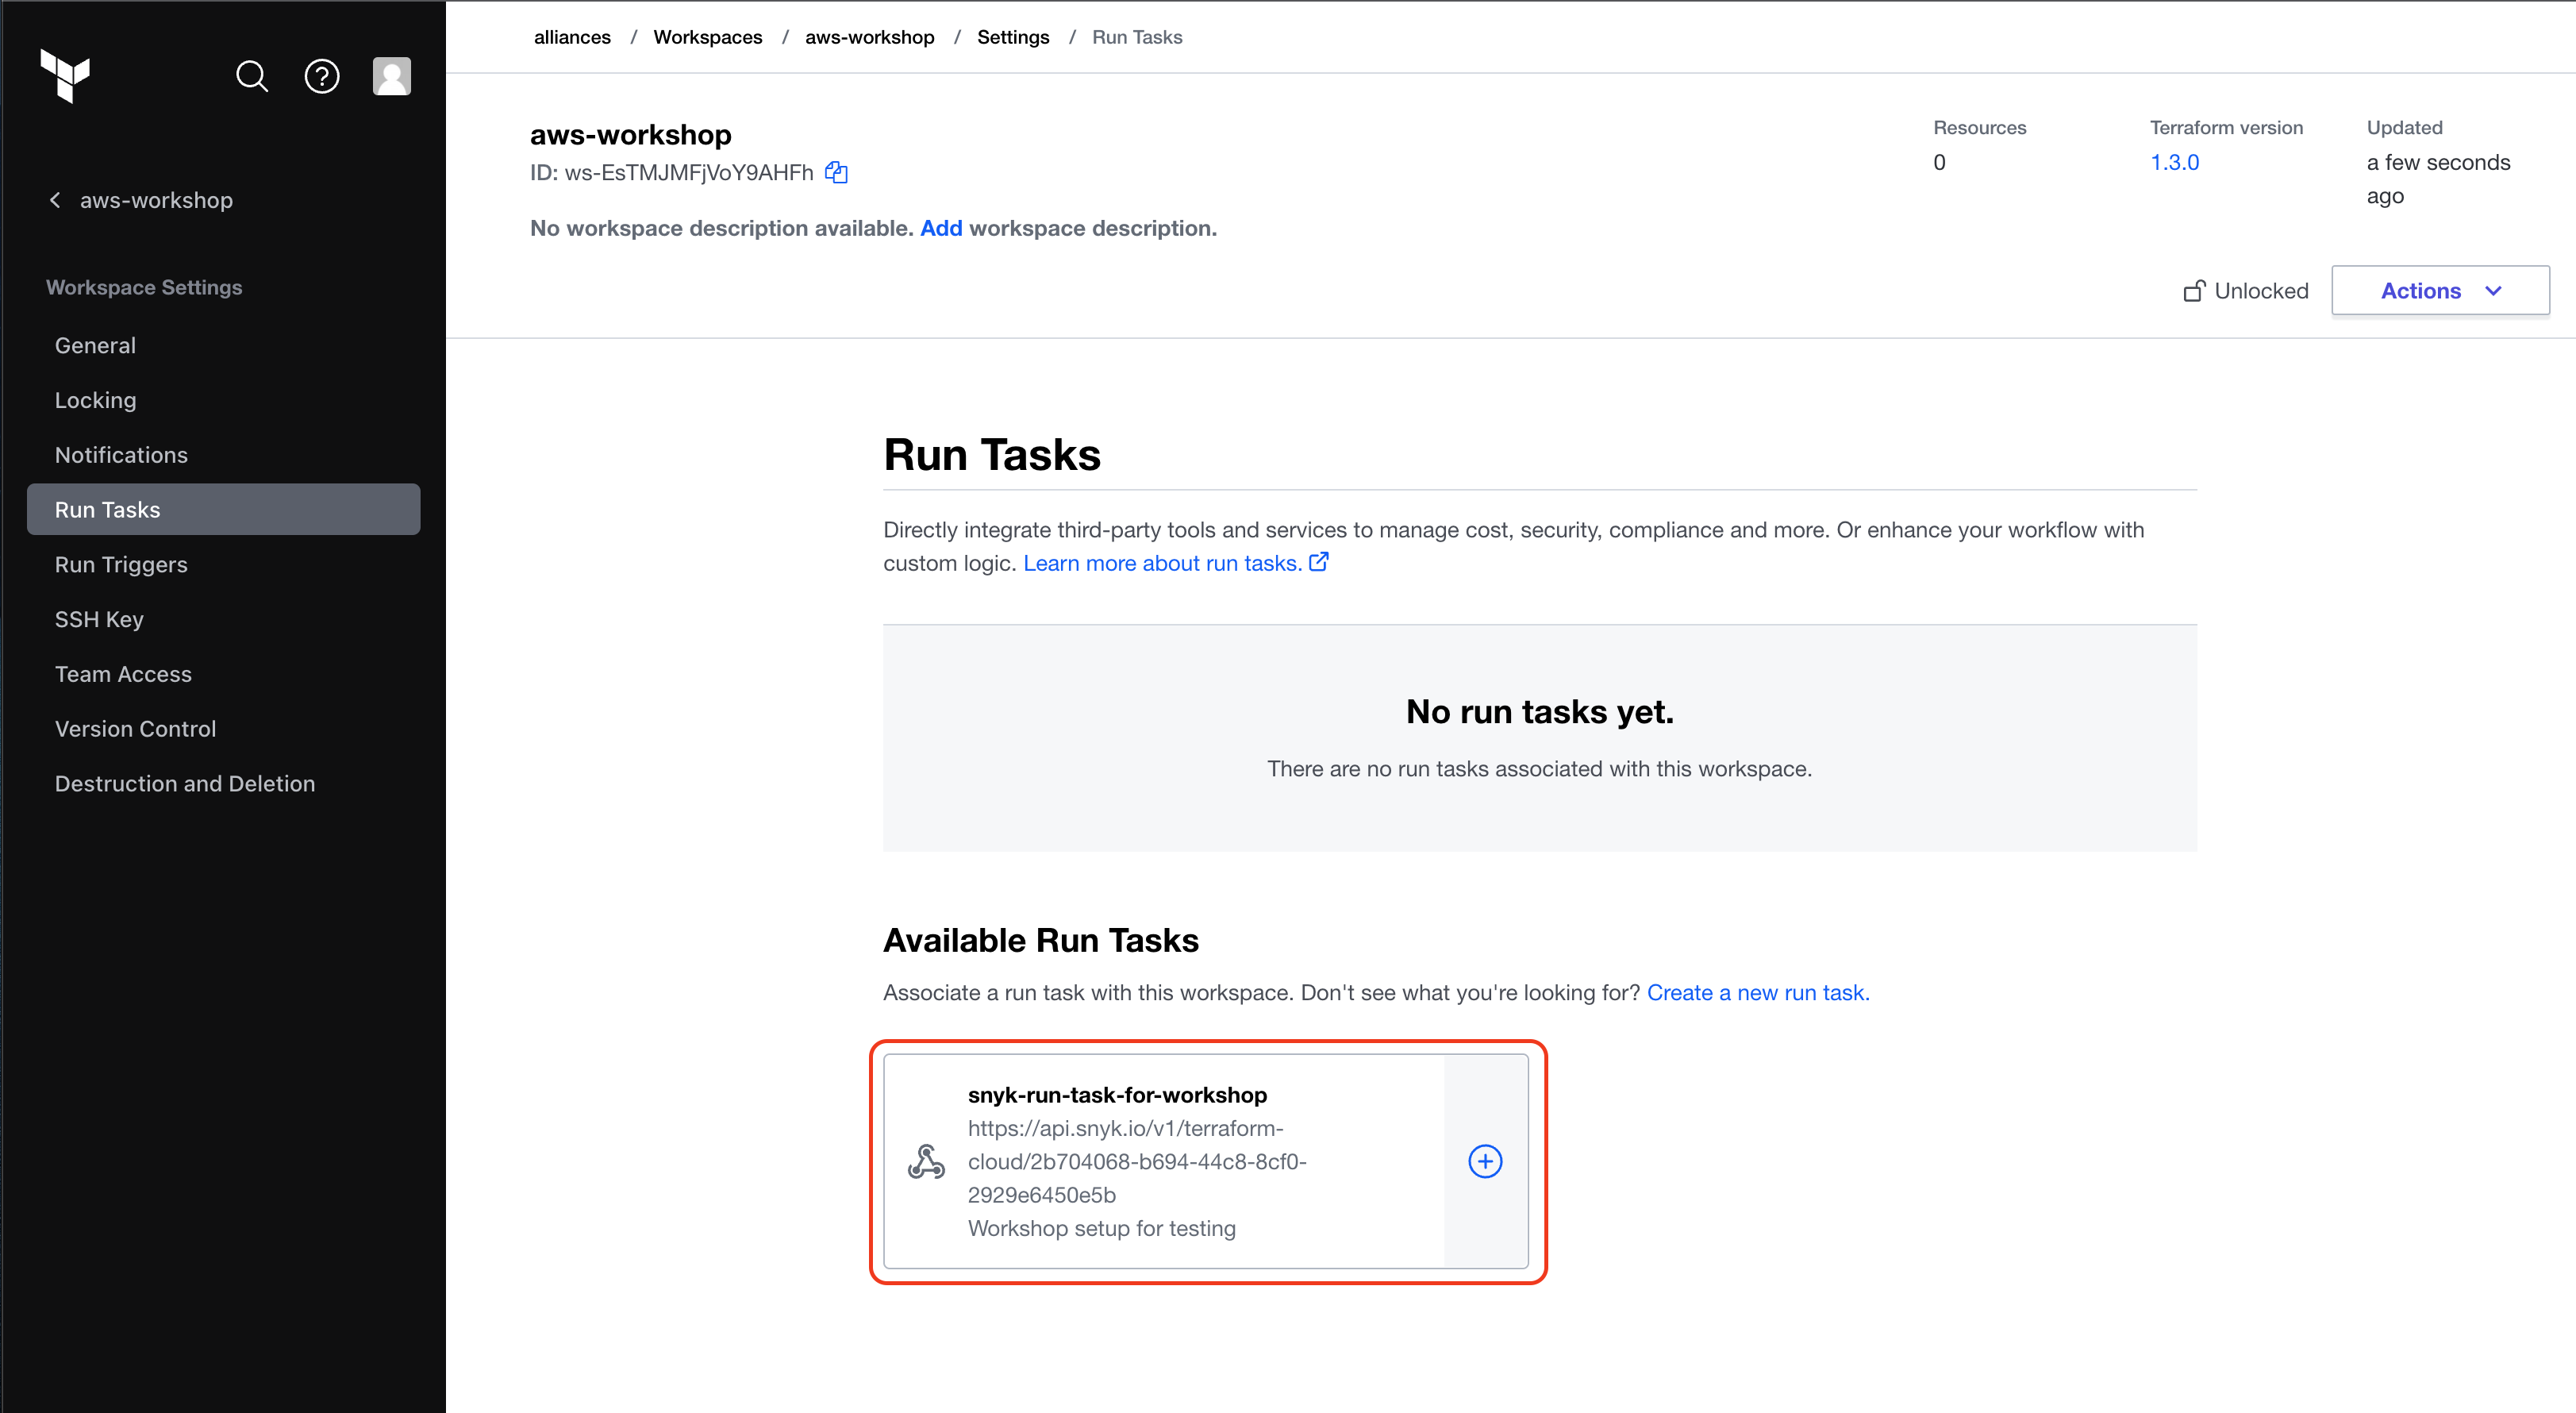 alliances / Workspaces / aws-workshop / Settings / Run Tasks
aws-workshop
Workspace Settings
General
Locking
Notifications
Run Tasks
Run Triggers
SSH Key
Team Access
Version Control
Destruction and Deletion
aws-workshop
ID: ws-EsTMJMFjVoY9AHFh
No workspace description available. Add workspace description.
Resources
0
Terraform version
1.3.0
Updated
a few seconds
ago
Unlocked
Actions
Run Tasks
Directly integrate third-party tools and services to manage cost, security, compliance and more. Or enhance your workflow with
custom logic. Learn more about run tasks.
No run tasks yet.
There are no run tasks associated with this workspace.
Available Run Tasks
Associate a run task with this workspace. Don't see what you're looking for? Create a new run task.
snyk-run-task-for-workshop
https://api.snyk.io/v1/terraform-
cloud/2b704068-b694-44c8-8cf0-
2929e6450e5b
Workshop setup for testing